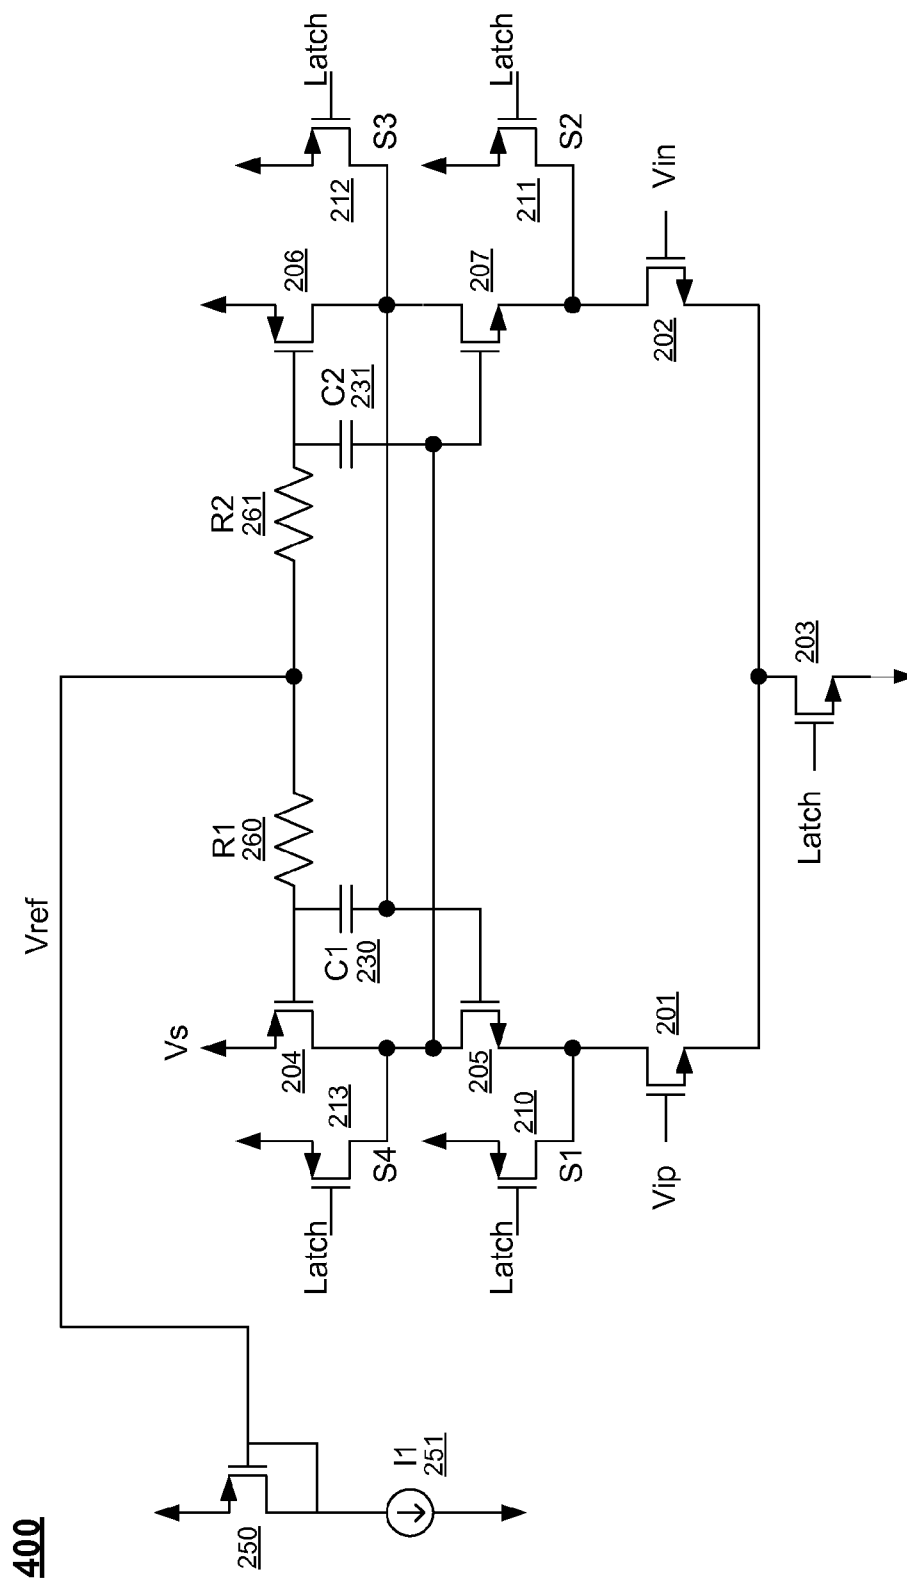 400
Vref
Vs
R1
260
R2
261
C1
230
C2
231
204
206
Latch
213
S4
Latch
212
S3
205
207
Latch
210
S1
Latch
211
S2
250
I1
251
Vip
201
Vin
202
Latch
203